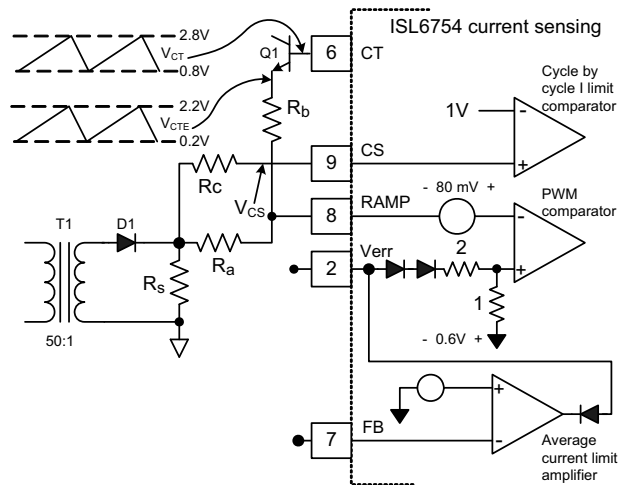 ISL6754 current sensing
2.8V
VCT
0.8V
Q1
6
CT
2.2V
VCTE
0.2V
Rb
Cycle by
cycle I limit
comparator
1V
-
+
9
CS
Rc
VCS
8
RAMP
- 80 mV +
PWM
comparator
-
+
T1
D1
Ra
Rs
50:1
2
Verr
2
1
- 0.6V +
+
-
7
FB
Average
current limit
amplifier